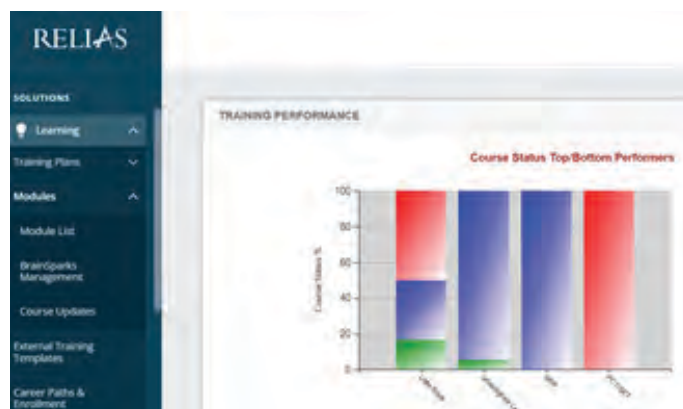 RELIAS
SOLUTIONS
Learning
Training Plans
Modules
Module List
BrainSparks
Management
Course Updates
External Training
Templates
Career Paths &
Enrollment
TRAINING PERFORMANCE
Course Status Top/Bottom Performers
Course Status %
100
80
60
40
20
0